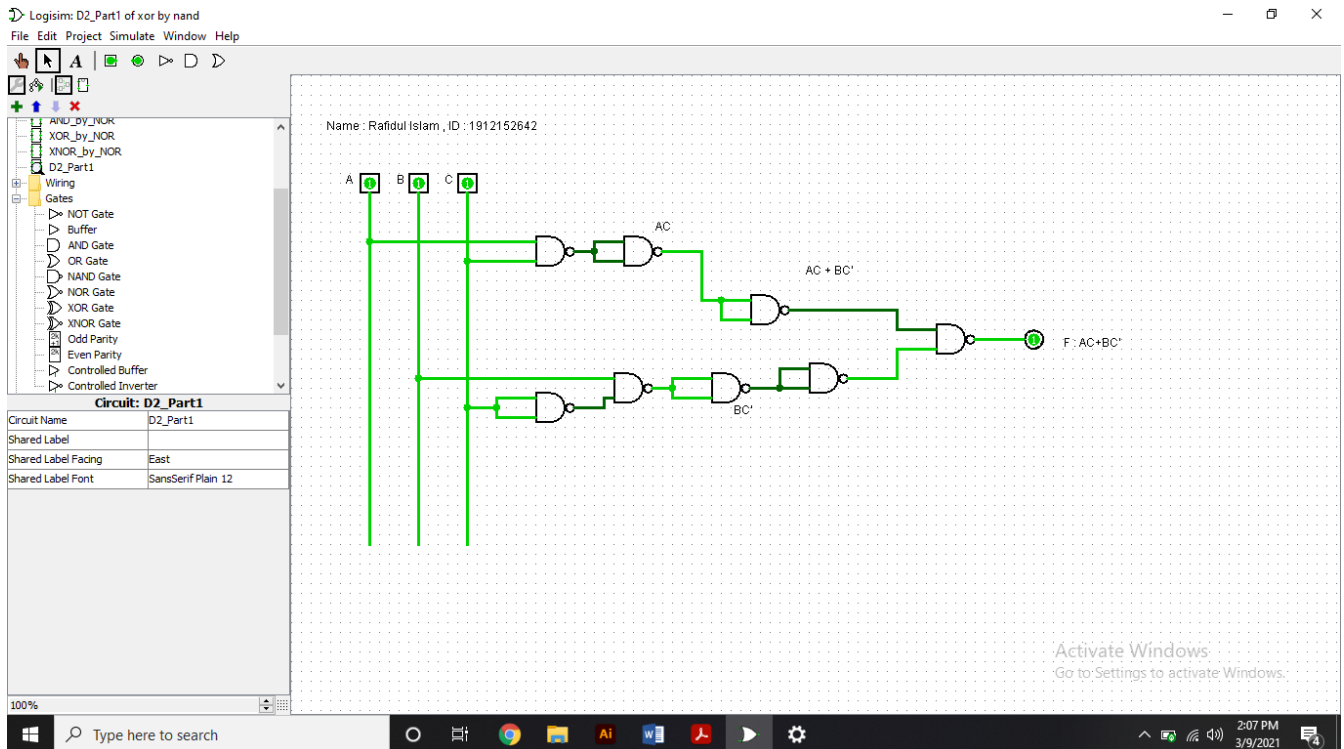 Logisim: D2_Part1 of xor by nand
File Edit Project Simulate Window Help
A
AND_by_NOR
XOR_by_NOR
XNOR_by_NOR
D2_Part1
Wiring
Gates
NOT Gate
Buffer
AND Gate
OR Gate
NAND Gate
NOR Gate
XOR Gate
XNOR Gate
Odd Parity
Even Parity
Controlled Buffer
Controlled Inverter
Circuit: D2_Part1
Circuit Name D2_Part1
Shared Label
Shared Label Facing East
Shared Label Font SansSerif Plain 12
100%
Name : Rafidul Islam , ID : 1912152642
A 1 B 1 C 1
AC
AC + BC'
1 F : AC+BC'
BC'
Activate Windows
Go to Settings to activate Windows.
Type here to search
Ai
W
2:07 PM
3/9/2021
4